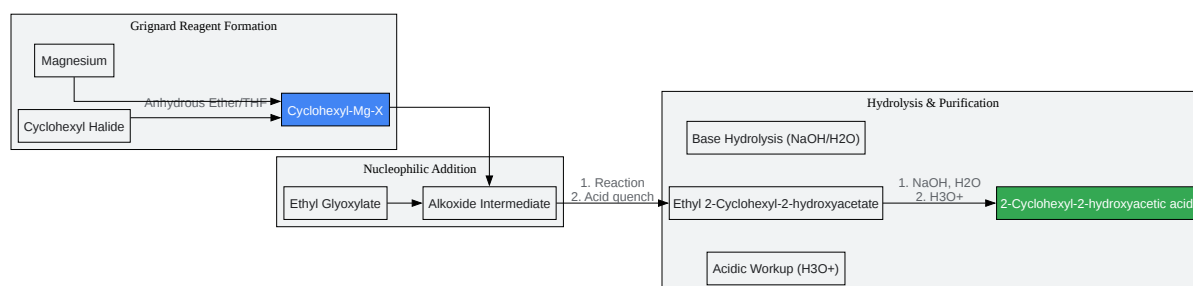 Grignard Reagent Formation
Magnesium
Anhydrous Ether/THF
Cyclohexyl-Mg-X
Cyclohexyl Halide
Nucleophilic Addition
Ethyl Glyoxylate
Alkoxide Intermediate
1. Reaction
2. Acid quench
Hydrolysis & Purification
Base Hydrolysis (NaOH/H2O)
Ethyl 2-Cyclohexyl-2-hydroxyacetate
1. NaOH, H2O
2. H3O+
2-Cyclohexyl-2-hydroxyacetic acid
Acidic Workup (H3O+)